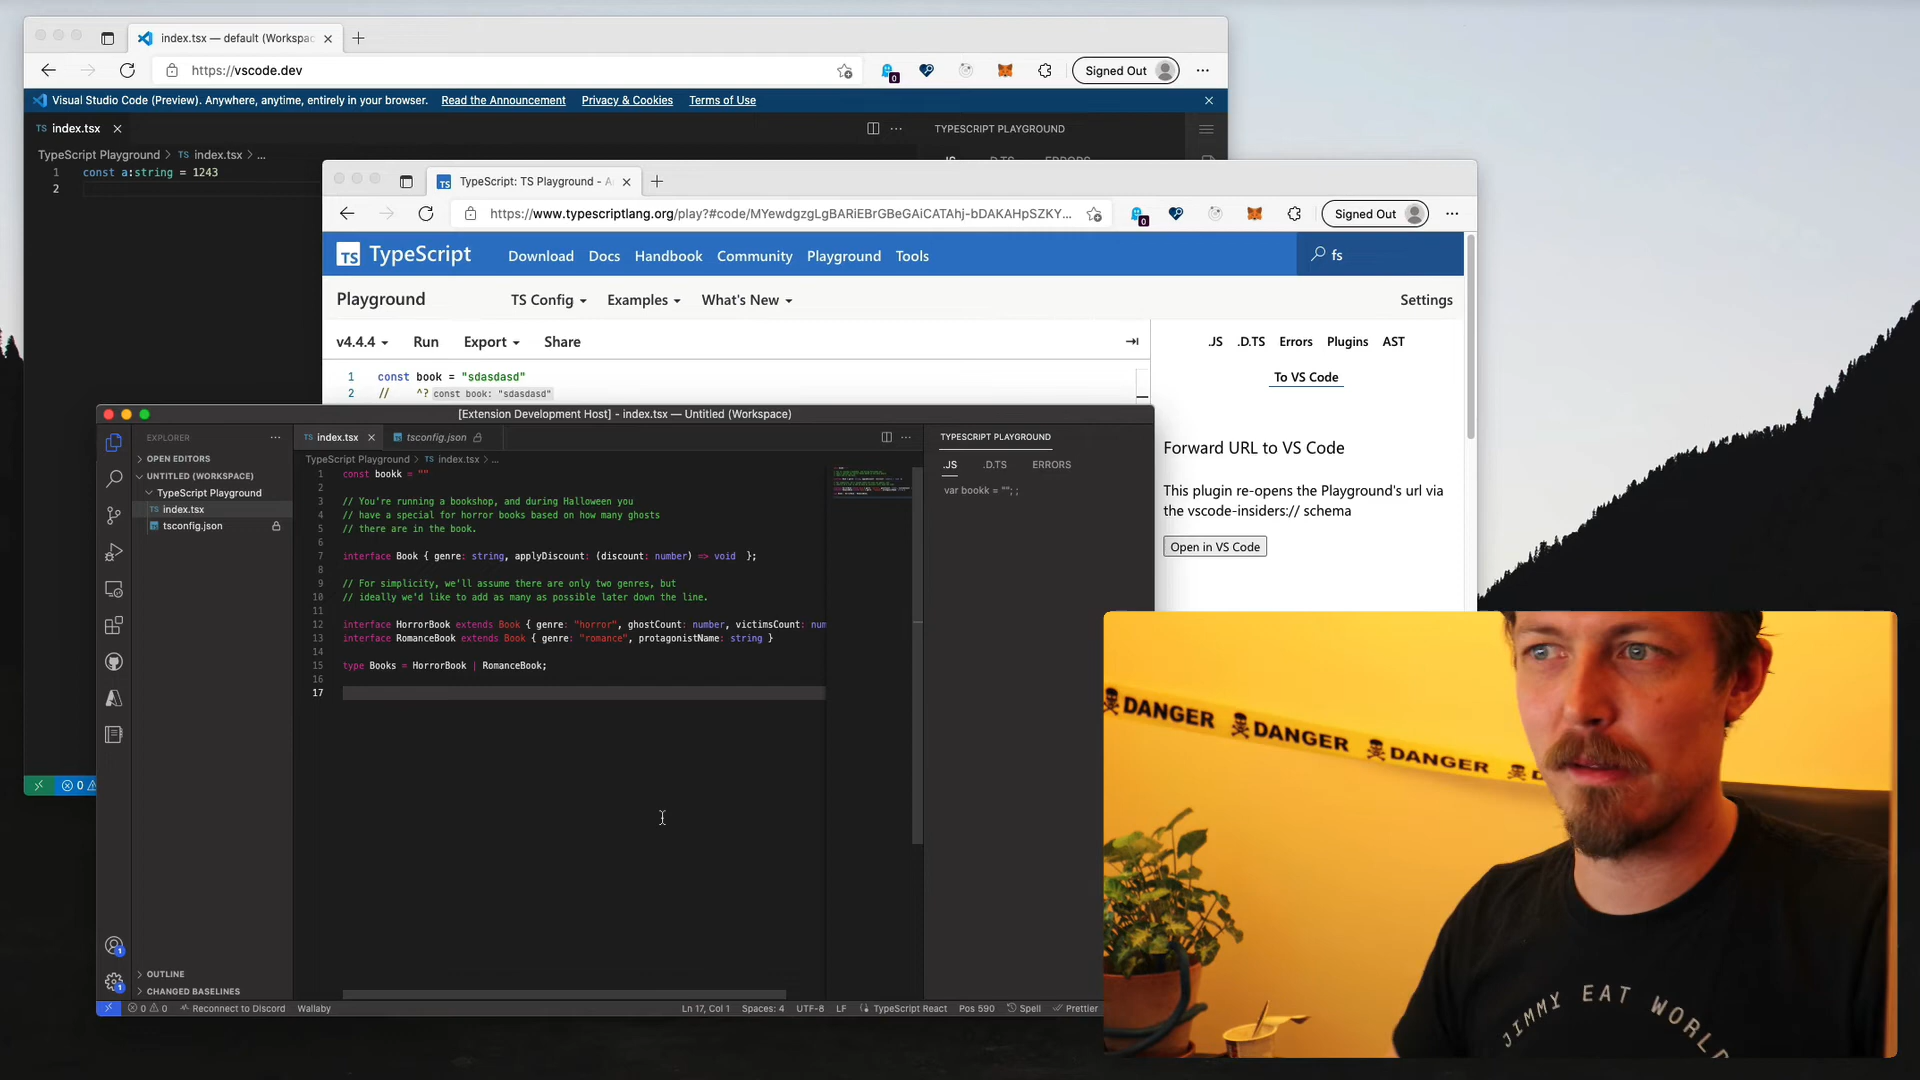 index.tsx — default (Workspac
https://vscode.dev
0
Signed Out
Visual Studio Code (Preview). Anywhere, anytime, entirely in your browser.
Read the Announcement
Privacy & Cookies
Terms of Use
TS index.tsx
TYPESCRIPT PLAYGROUND
TypeScript Playground > TS index.tsx > ...
JS D.TS ERRORS
1 const a:string = 1243
2
TS TypeScript: TS Playground - A
https://www.typescriptlang.org/play?#code/MYewdgzgLgBARiEBrGBeGAiCATAhj-bDAKAHpSZKY...
0
Signed Out
TS TypeScript
Download Docs Handbook Community Playground Tools
fs
Playground
TS Config Examples What's New
Settings
v4.4.4 Run Export Share
.JS .D.TS Errors Plugins AST
To VS Code
1 const book = "sdasdasd"
2 // ^? const book: "sdasdasd"
Forward URL to VS Code
This plugin re-opens the Playground's url via
the vscode-insiders:// schema
Open in VS Code
[Extension Development Host] - index.tsx — Untitled (Workspace)
EXPLORER
OPEN EDITORS
UNTITLED (WORKSPACE)
TypeScript Playground
index.tsx
tsconfig.json
OUTLINE
CHANGED BASELINES
TS index.tsx
tsconfig.json
TypeScript Playground > TS index.tsx > ...
1 const bookk = ""
2
3 // You're running a bookshop, and during Halloween you
4 // have a special for horror books based on how many ghosts
5 // there are in the book.
6
7 interface Book { genre: string, applyDiscount: (discount: number) => void };
8
9 // For simplicity, we'll assume there are only two genres, but
10 // ideally we'd like to add as many as possible later down the line.
11
12 interface HorrorBook extends Book { genre: "horror", ghostCount: number, victimsCount: num
13 interface RomanceBook extends Book { genre: "romance", protagonistName: string }
14
15 type Books = HorrorBook | RomanceBook;
16
17
TYPESCRIPT PLAYGROUND
.JS .D.TS ERRORS
var bookk = ""; ;
1
1
0 0 Reconnect to Discord Wallaby
Ln 17, Col 1 Spaces: 4 UTF-8 LF TypeScript React Pos 590 Spell Prettier
0
DANGER DANGER DANGER D
JIMMY EAT WORLD